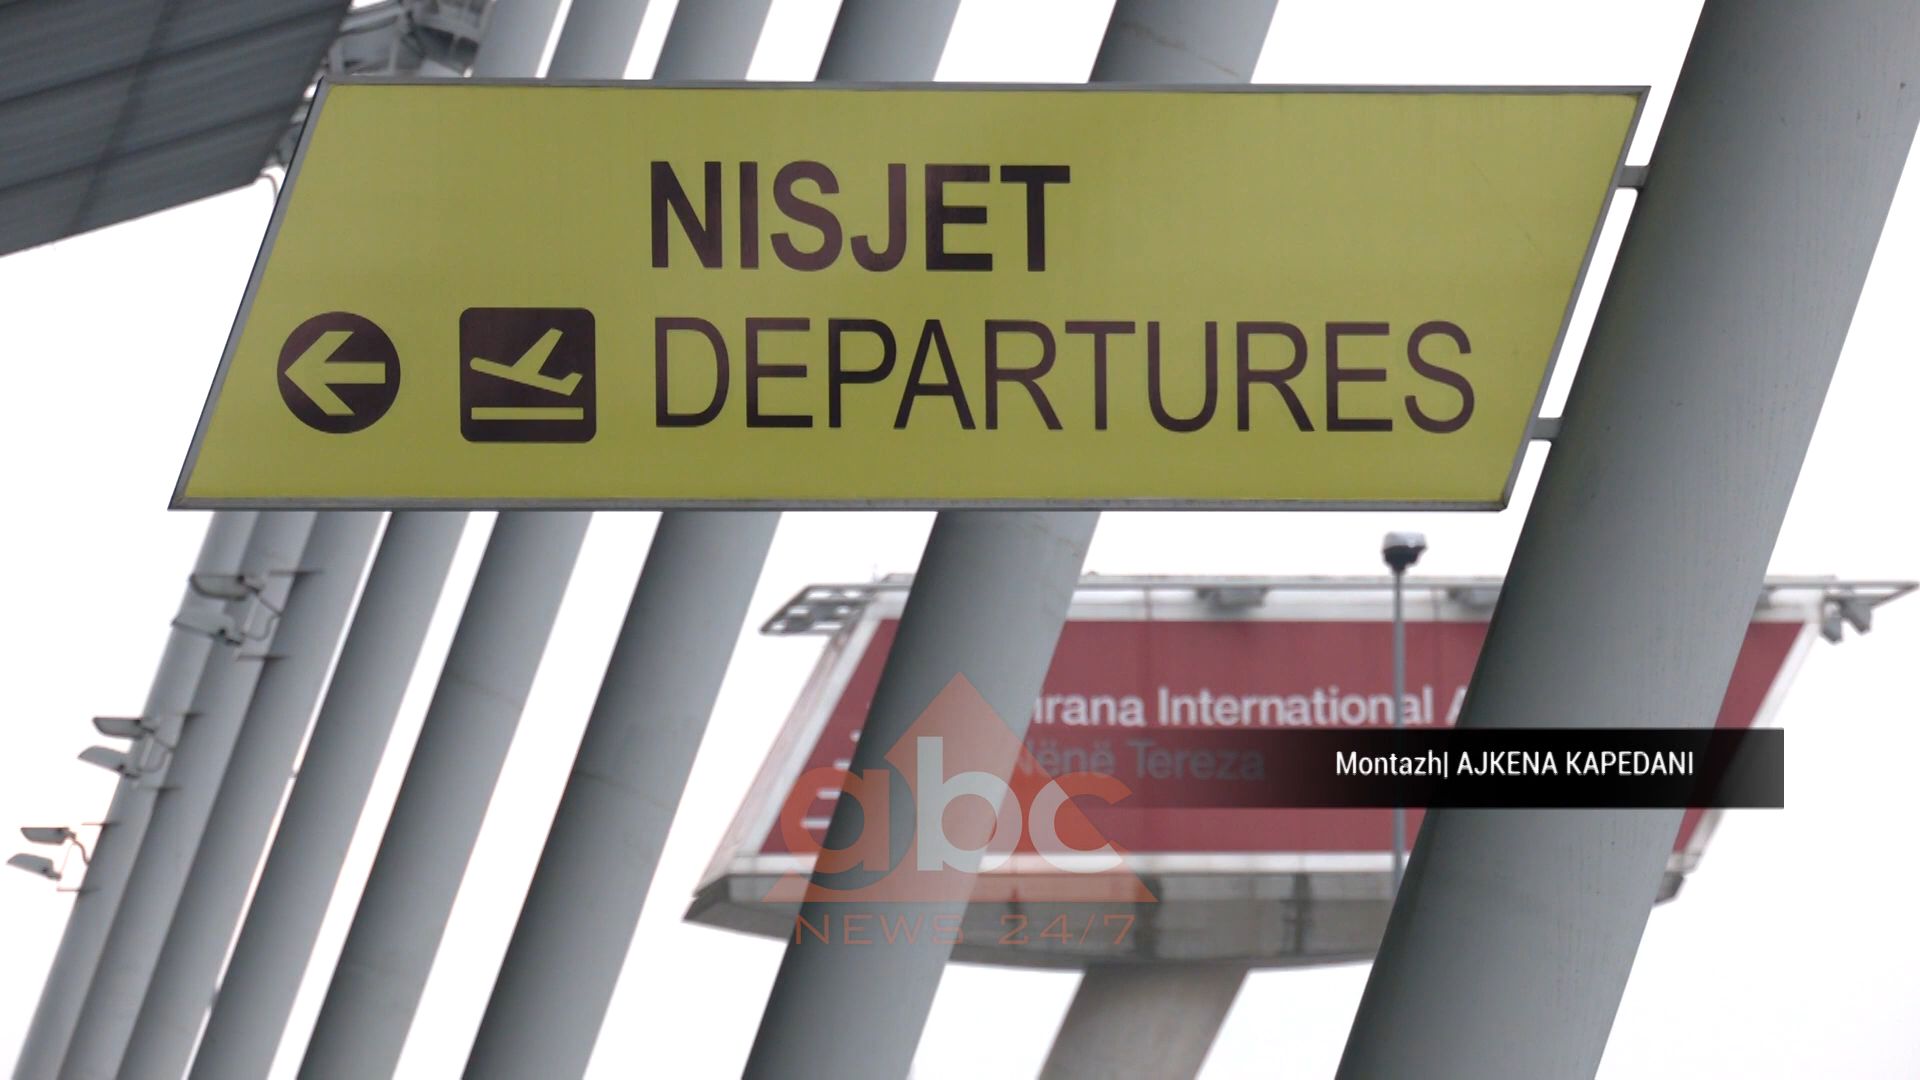 NISJET
DEPARTURES
irana International A
Nënë Tereza
Montazh| AJKENA KAPEDANI
abc
NEWS 24/7